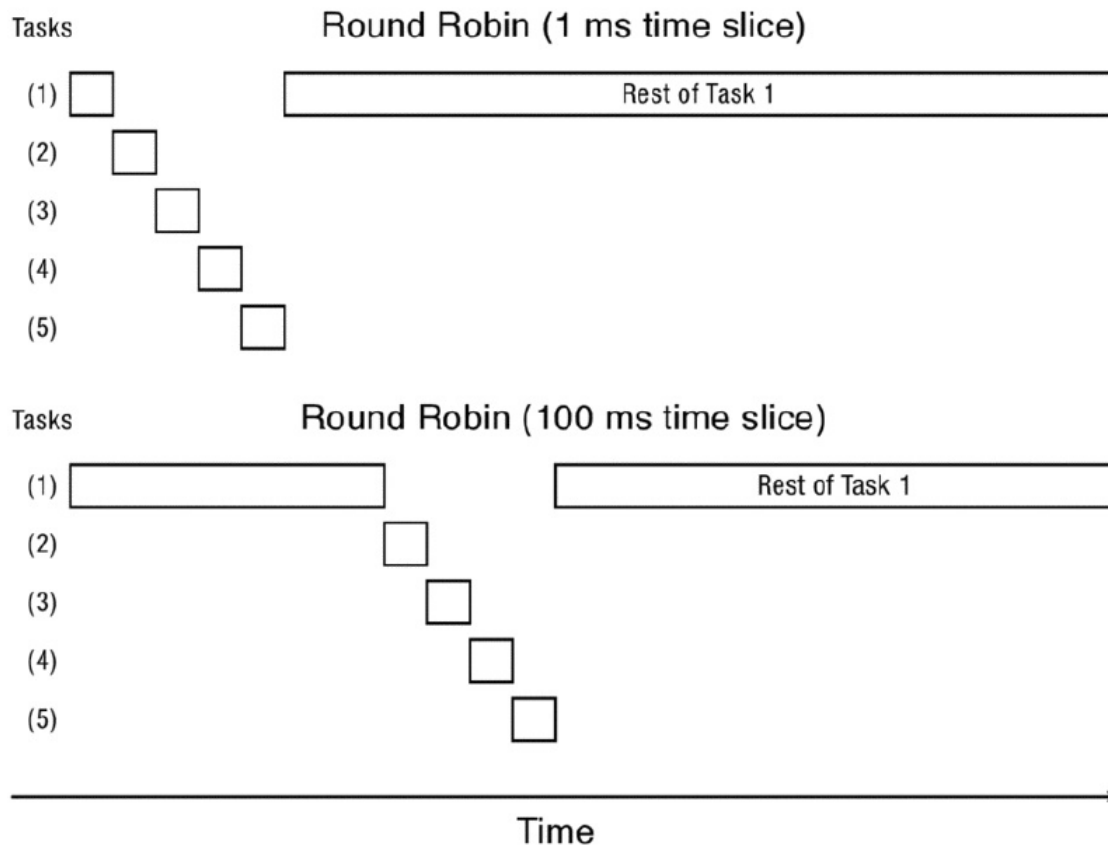 Tasks Round Robin (1 ms time slice)
(1) Rest of Task 1
(2)
(3)
(4)
(5)
Tasks Round Robin (100 ms time slice)
(1) Rest of Task 1
(2)
(3)
(4)
(5)
Time